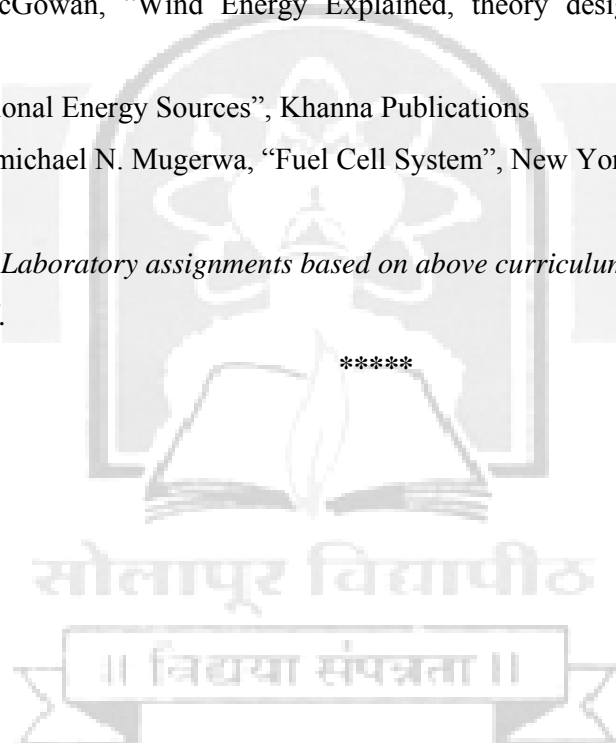 cGowan, “Wind Energy Explained, theory desig
ional Energy Sources”, Khanna Publications
michael N. Mugerwa, “Fuel Cell System”, New Yor
Laboratory assignments based on above curriculum
.
*****
सोलापूर विद्यापीठ
॥ विद्यया संपन्नता ॥